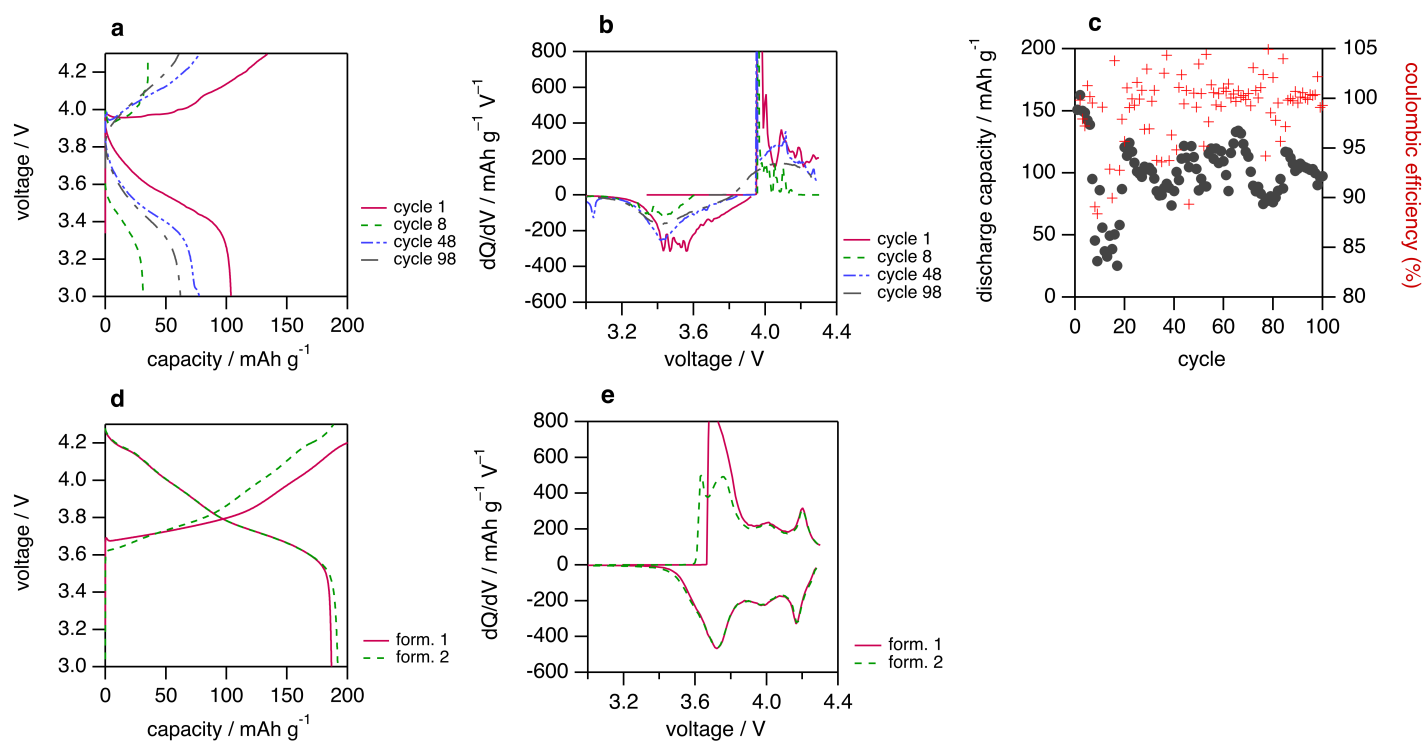 a
voltage / V
4.2
4.0
3.8
3.6
3.4
3.2
3.0
0
50
100
150
200
capacity / mAh g⁻¹
cycle 1
cycle 8
cycle 48
cycle 98
b
dQ/dV / mAh g⁻¹ V⁻¹
800
600
400
200
0
-200
-400
-600
3.2
3.6
4.0
4.4
voltage / V
cycle 1
cycle 8
cycle 48
cycle 98
c
discharge capacity / mAh g⁻¹
200
150
100
50
0
105
100
95
90
85
80
coulombic efficiency (%)
0
20
40
60
80
100
cycle
d
voltage / V
4.2
4.0
3.8
3.6
3.4
3.2
3.0
0
50
100
150
200
capacity / mAh g⁻¹
form. 1
form. 2
e
dQ/dV / mAh g⁻¹ V⁻¹
800
600
400
200
0
-200
-400
-600
3.2
3.6
4.0
4.4
voltage / V
form. 1
form. 2